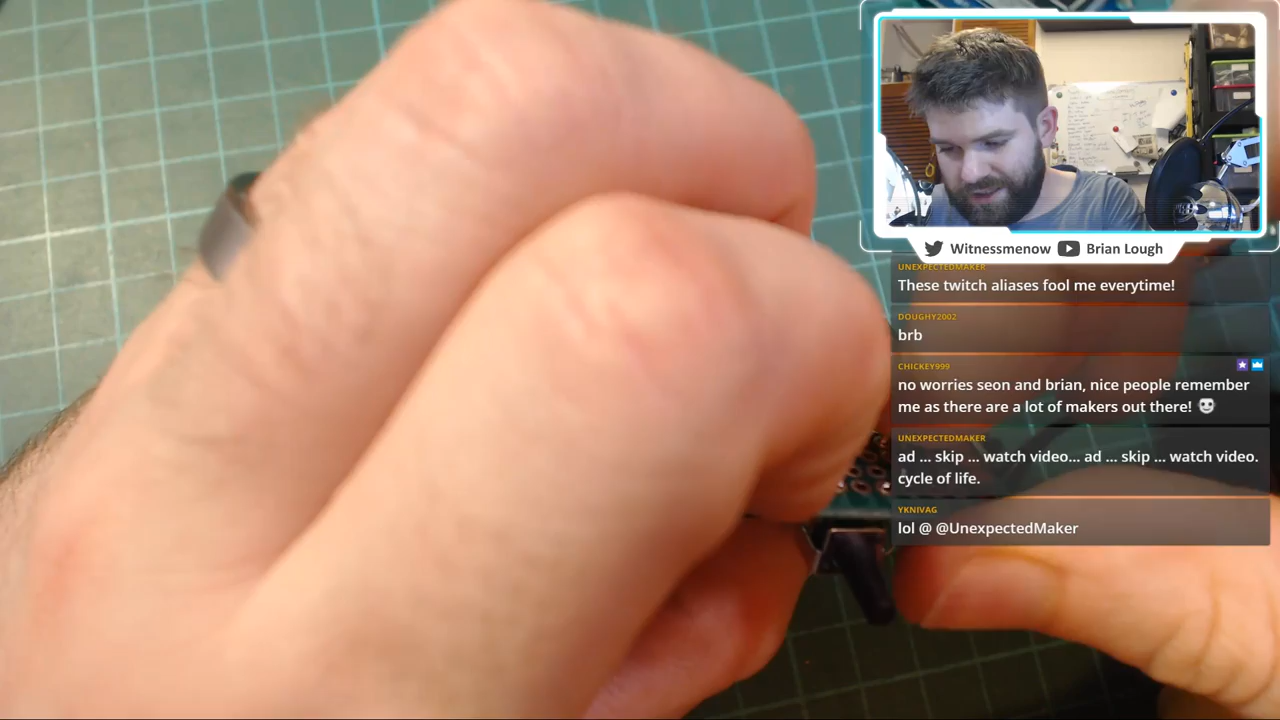 Witnessmenow Brian Lough
UNEXPECTEDMAKER
These twitch aliases fool me everytime!
DOUGHY2002
brb
CHICKEY999
no worries seon and brian, nice people remember
me as there are a lot of makers out there!
UNEXPECTEDMAKER
ad ... skip ... watch video... ad ... skip ... watch video.
cycle of life.
YKNIVAG
lol @ @UnexpectedMaker